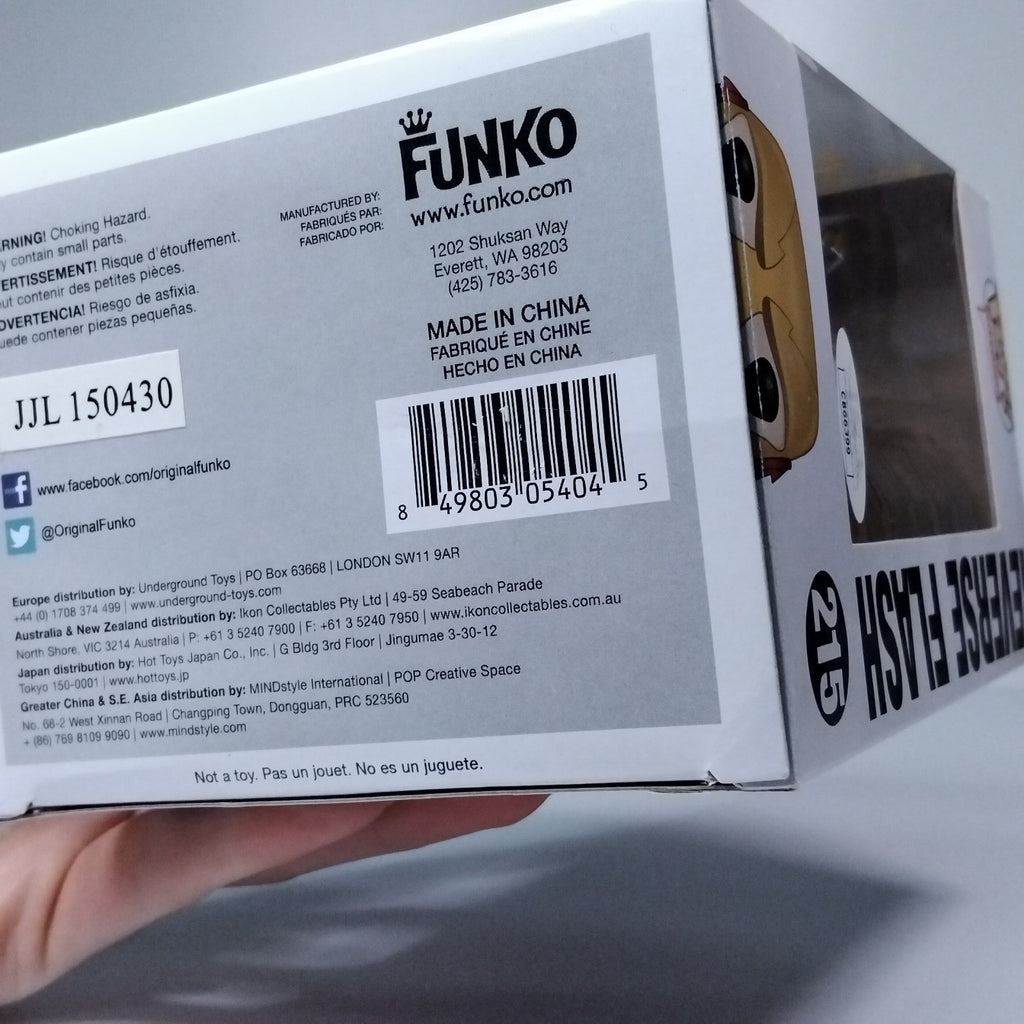 RNING! Choking Hazard.
y contain small parts.
ERTISSEMENT! Risque d'étouffement.
ut contenir des petites pièces.
DVERTENCIA! Riesgo de asfixia.
uede contener piezas pequeñas.
JJL 150430
www.facebook.com/originalfunko
@OriginalFunko
MANUFACTURED BY:
FABRIQUÉS PAR:
FABRICADO POR:
FUNKO
www.funko.com
1202 Shuksan Way
Everett, WA 98203
(425) 783-3616
MADE IN CHINA
FABRIQUÉ EN CHINE
HECHO EN CHINA
8 49803 05404 5
Europe distribution by: Underground Toys | PO Box 63668 | LONDON SW11 9AR
+44 (0) 1708 374 499 | www.underground-toys.com
Australia & New Zealand distribution by: Ikon Collectables Pty Ltd | 49-59 Seabeach Parade
North Shore, VIC 3214 Australia | P: +61 3 5240 7900 | F: +61 3 5240 7950 | www.ikoncollectables.com.au
Japan distribution by: Hot Toys Japan Co., Inc. | G Bldg 3rd Floor | Jingumae 3-30-12
Tokyo 150-0001 | www.hottoys.jp
Greater China & S.E. Asia distribution by: MINDstyle International | POP Creative Space
No. 68-2 West Xinnan Road | Changping Town, Dongguan, PRC 523560
+ (86) 769 8109 9090 | www.mindstyle.com
Not a toy. Pas un jouet. No es un juguete.
215
REVERSE FLASH